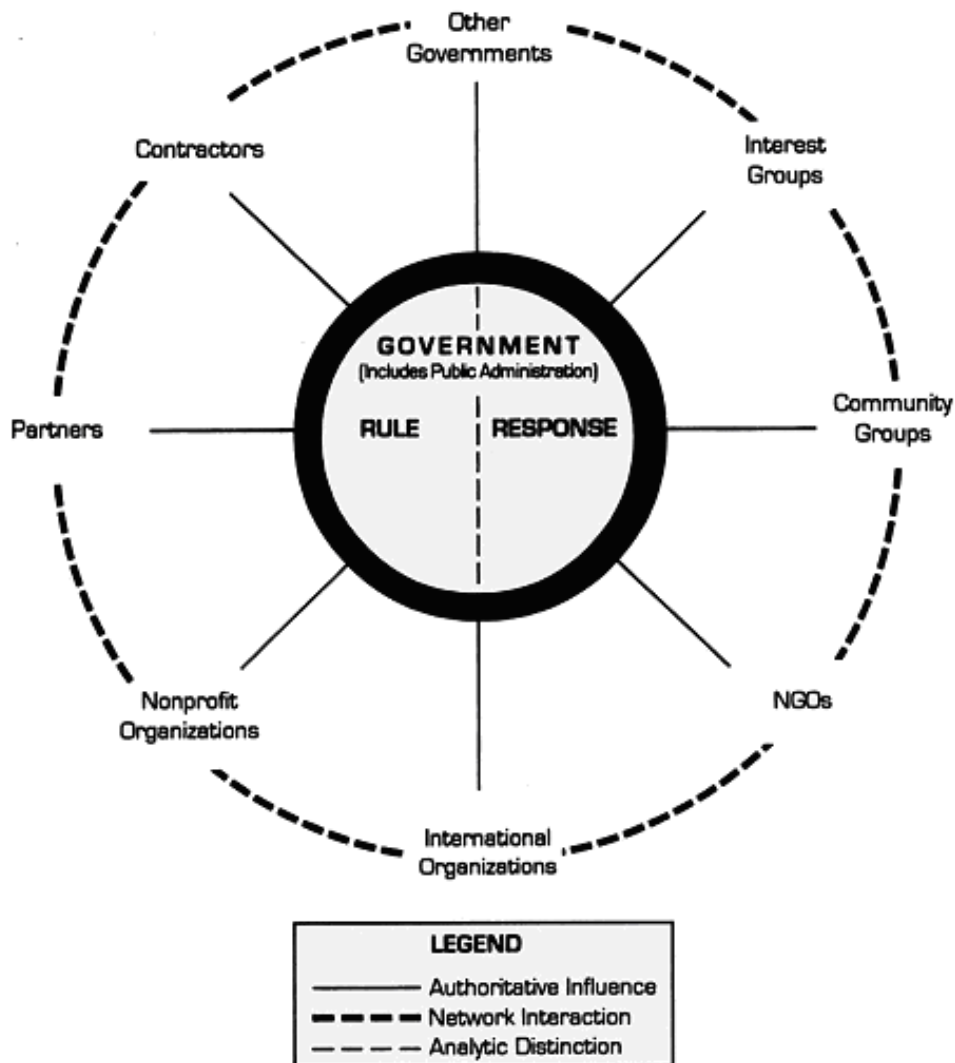 Other
Governments
Contractors
Interest
Groups
GOVERNMENT
(Includes Public Administration)
RULE
RESPONSE
Partners
Community
Groups
Nonprofit
Organizations
NGOs
International
Organizations
LEGEND
Authoritative Influence
Network Interaction
Analytic Distinction